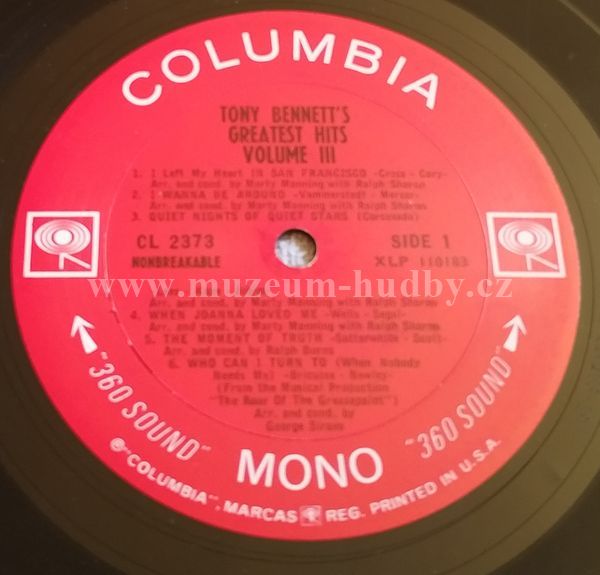 COLUMBIA
TONY BENNETT'S
GREATEST HITS
VOLUME III
1. I Left My Heart IN SAN FRANCISCO -Cross - Cory-
Arr. and cond. by Marty Manning with Ralph Sharon
2. I WANNA BE AROUND -Vimmerstedt - Mercer-
Arr. and cond. by Marty Manning with Ralph Sharon
3. QUIET NIGHTS OF QUIET STARS (Corcovado)
CL 2373
SIDE 1
NONBREAKABLE
XLP 110183
www.muzeum-hudby.cz
Arr. and cond. by Marty Manning with Ralph Sharon
4. WHEN JOANNA LOVED ME -Wells - Segal-
Arr. and cond. by Marty Manning with Ralph Sharon
5. THE MOMENT OF TRUTH -Satterwhite - Scott-
Arr. and cond. by Ralph Burns
6. WHO CAN I TURN TO (When Nobody
Needs Me) -Bricusse - Newley-
(From the Musical Production
"The Roar Of The Greasepaint")
Arr. and cond. by
George Siravo
"360 SOUND"
"360 SOUND"
MONO
℗"COLUMBIA", MARCAS REG. PRINTED IN U.S.A.